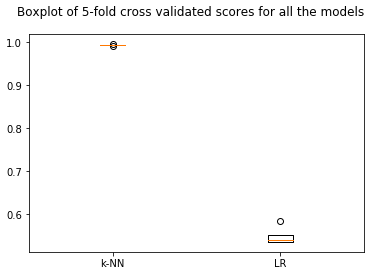 Boxplot of 5-fold cross validated scores for all the models
1.0
0.9
0.8
0.7
0.6
k-NN
LR